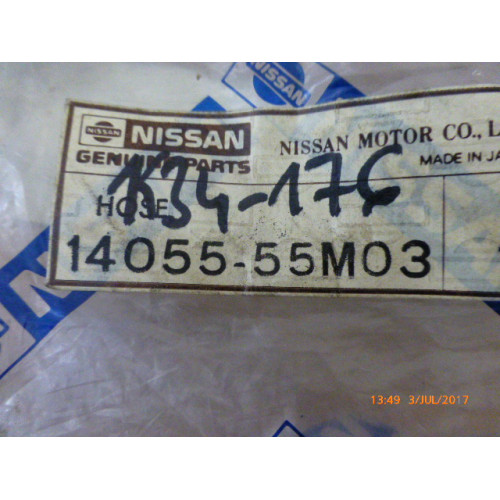 NISSAN
NISSAN
NISSAN MOTOR CO., L
GENUINE PARTS
MADE IN JA
K34-176
HOSE
14055-55M03
13:49 3/JUL/2017